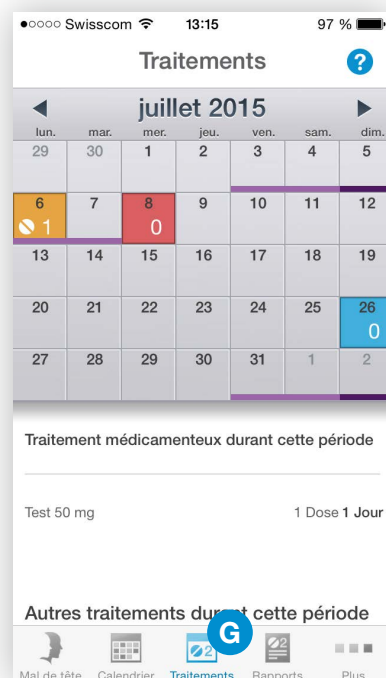 Swisscom 13:15 97 %
Traitements ?
juillet 2015
lun. mar. mer. jeu. ven. sam. dim.
29 30 1 2 3 4 5
6 7 8 9 10 11 12
1 0
13 14 15 16 17 18 19
20 21 22 23 24 25 26
0
27 28 29 30 31 1 2
Traitement médicamenteux durant cette période
Test 50 mg 1 Dose 1 Jour
Autres traitements durant cette période
G
2 2
Mal de tête Calendrier Traitements Rapports Plus